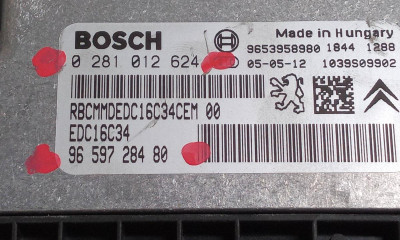 BOSCH
Made in Hungary
9653958980 1844 1288
0 281 012 624
05-05-12 1039S09902
RBCMMDEDC16C34CEM 00
EDC16C34
96 597 284 80